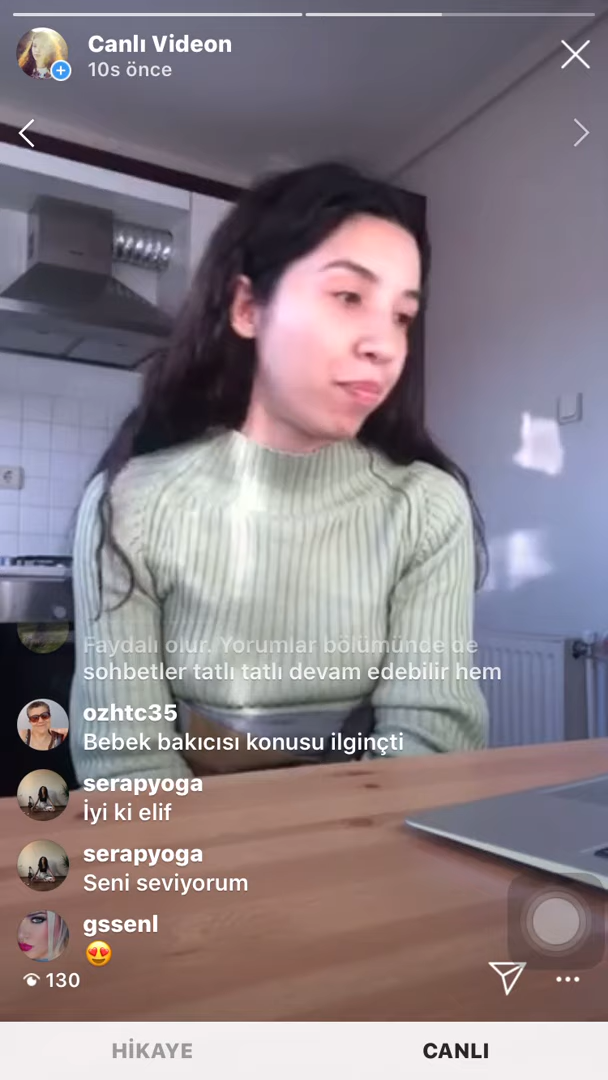 Canlı Videon
10s önce
Faydalı olur. Yorumlar bölümünde de
sohbetler tatlı tatlı devam edebilir hem
ozhtc35
Bebek bakıcısı konusu ilginçti
serapyoga
İyi ki elif
serapyoga
Seni seviyorum
gssenl
😍
130
HİKAYE
CANLI